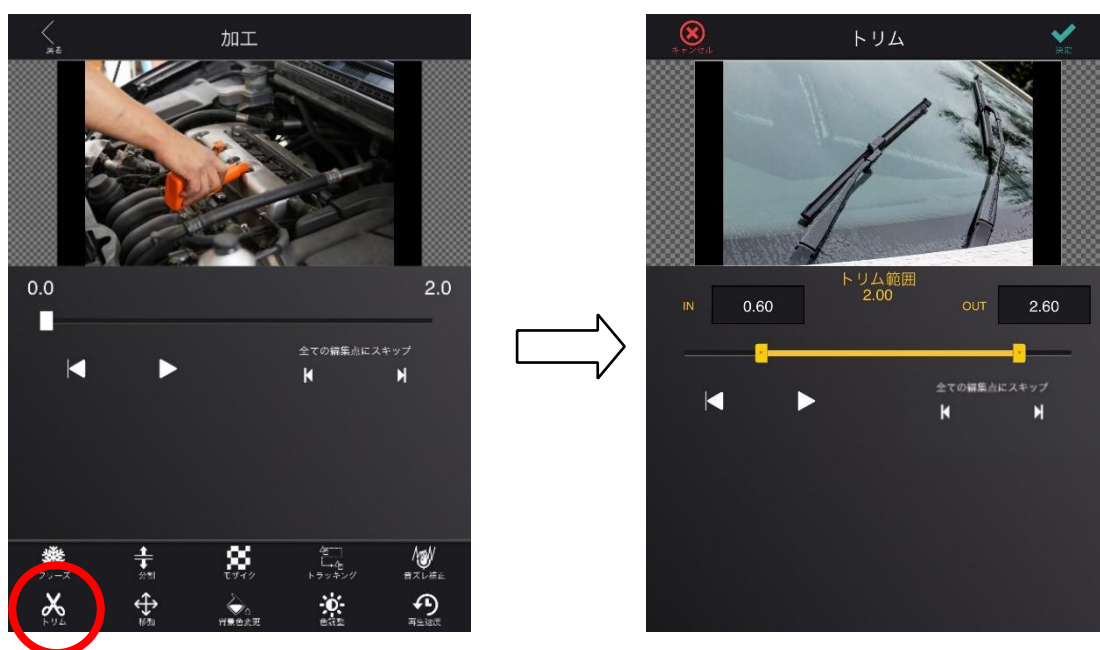 戻る
加工
0.0
2.0
全ての編集点にスキップ
フリーズ
分割
モザイク
トラッキング
音ズレ補正
トリム
移動
背景色変更
色調整
再生速度
キャンセル
トリム
決定
トリム範囲
2.00
IN
0.60
OUT
2.60
全ての編集点にスキップ